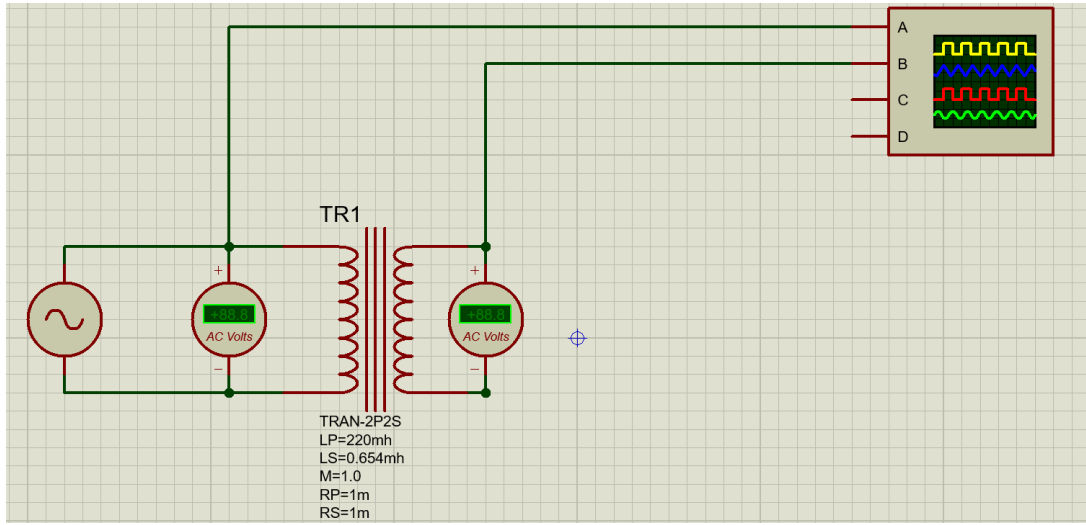 A
B
C
D
TR1
+
+88.8
AC Volts
−
+
+88.8
AC Volts
−
TRAN-2P2S
LP=220mh
LS=0.654mh
M=1.0
RP=1m
RS=1m